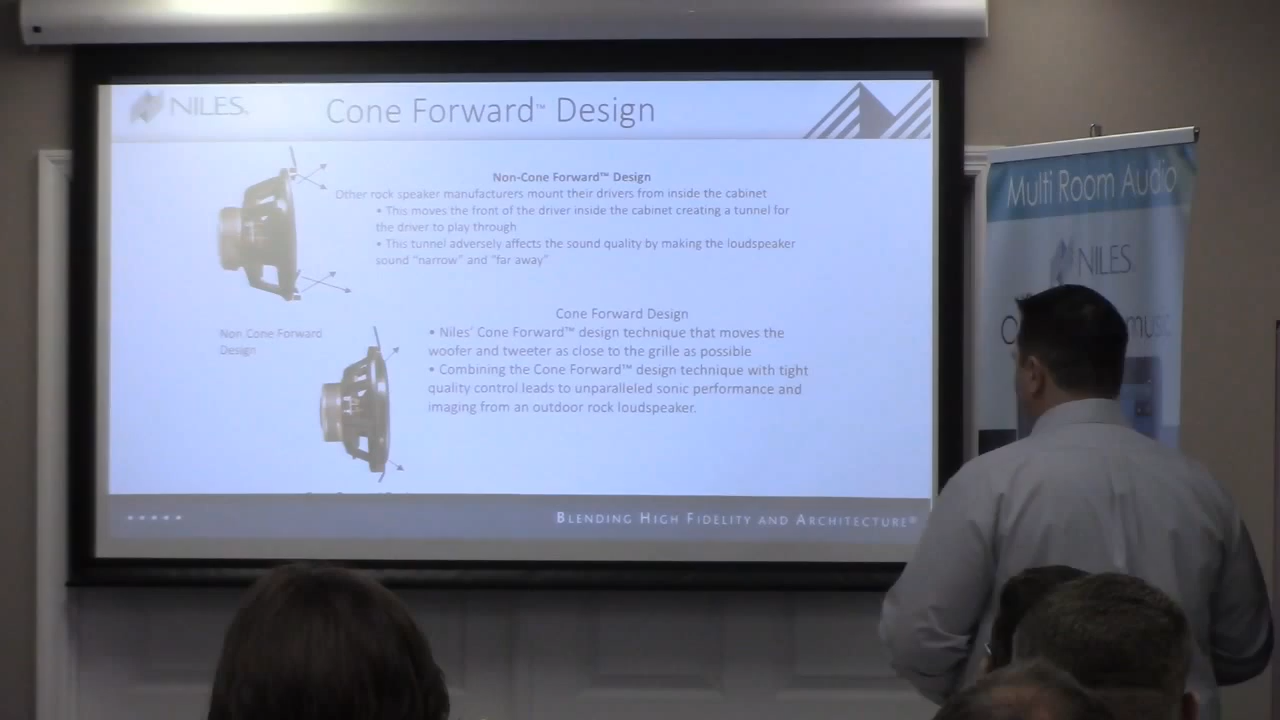 NILES®
Cone Forward™ Design
Non-Cone Forward™ Design
Other rock speaker manufacturers mount their drivers from inside the cabinet
• This moves the front of the driver inside the cabinet creating a tunnel for
the driver to play through
• This tunnel adversely affects the sound quality by making the loudspeaker
sound “narrow” and “far away”
Non Cone Forward
Design
Cone Forward Design
• Niles’ Cone Forward™ design technique that moves the
woofer and tweeter as close to the grille as possible
• Combining the Cone Forward™ design technique with tight
quality control leads to unparalleled sonic performance and
imaging from an outdoor rock loudspeaker.
BLENDING HIGH FIDELITY AND ARCHITECTURE®
Multi Room Audio
NILES